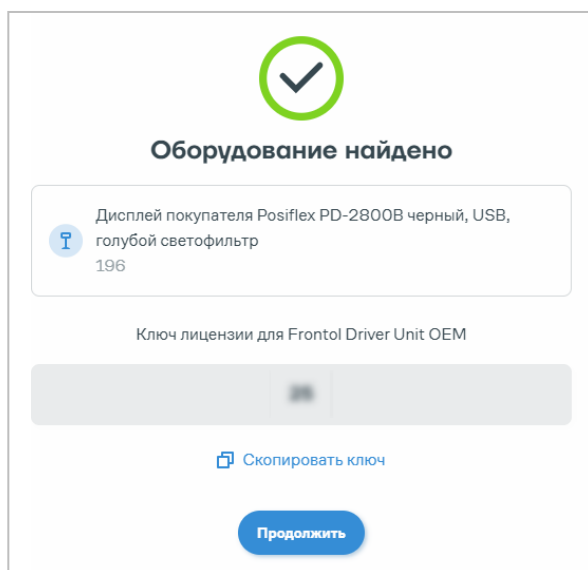 Оборудование найдено
Дисплей покупателя Posiflex PD-2800B черный, USB,
голубой светофильтр
196
Ключ лицензии для Frontol Driver Unit OEM
Скопировать ключ
Продолжить